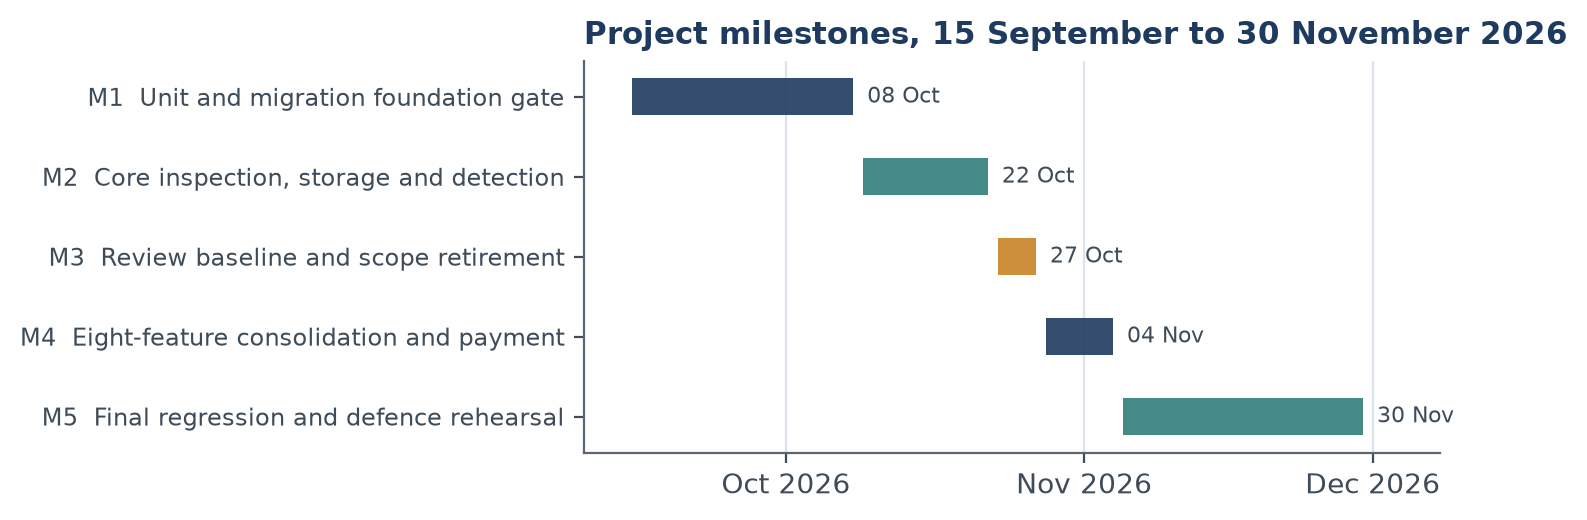 Project milestones, 15 September to 30 November 2026
M1 Unit and migration foundation gate
08 Oct
M2 Core inspection, storage and detection
22 Oct
M3 Review baseline and scope retirement
27 Oct
M4 Eight-feature consolidation and payment
04 Nov
M5 Final regression and defence rehearsal
30 Nov
Oct 2026
Nov 2026
Dec 2026